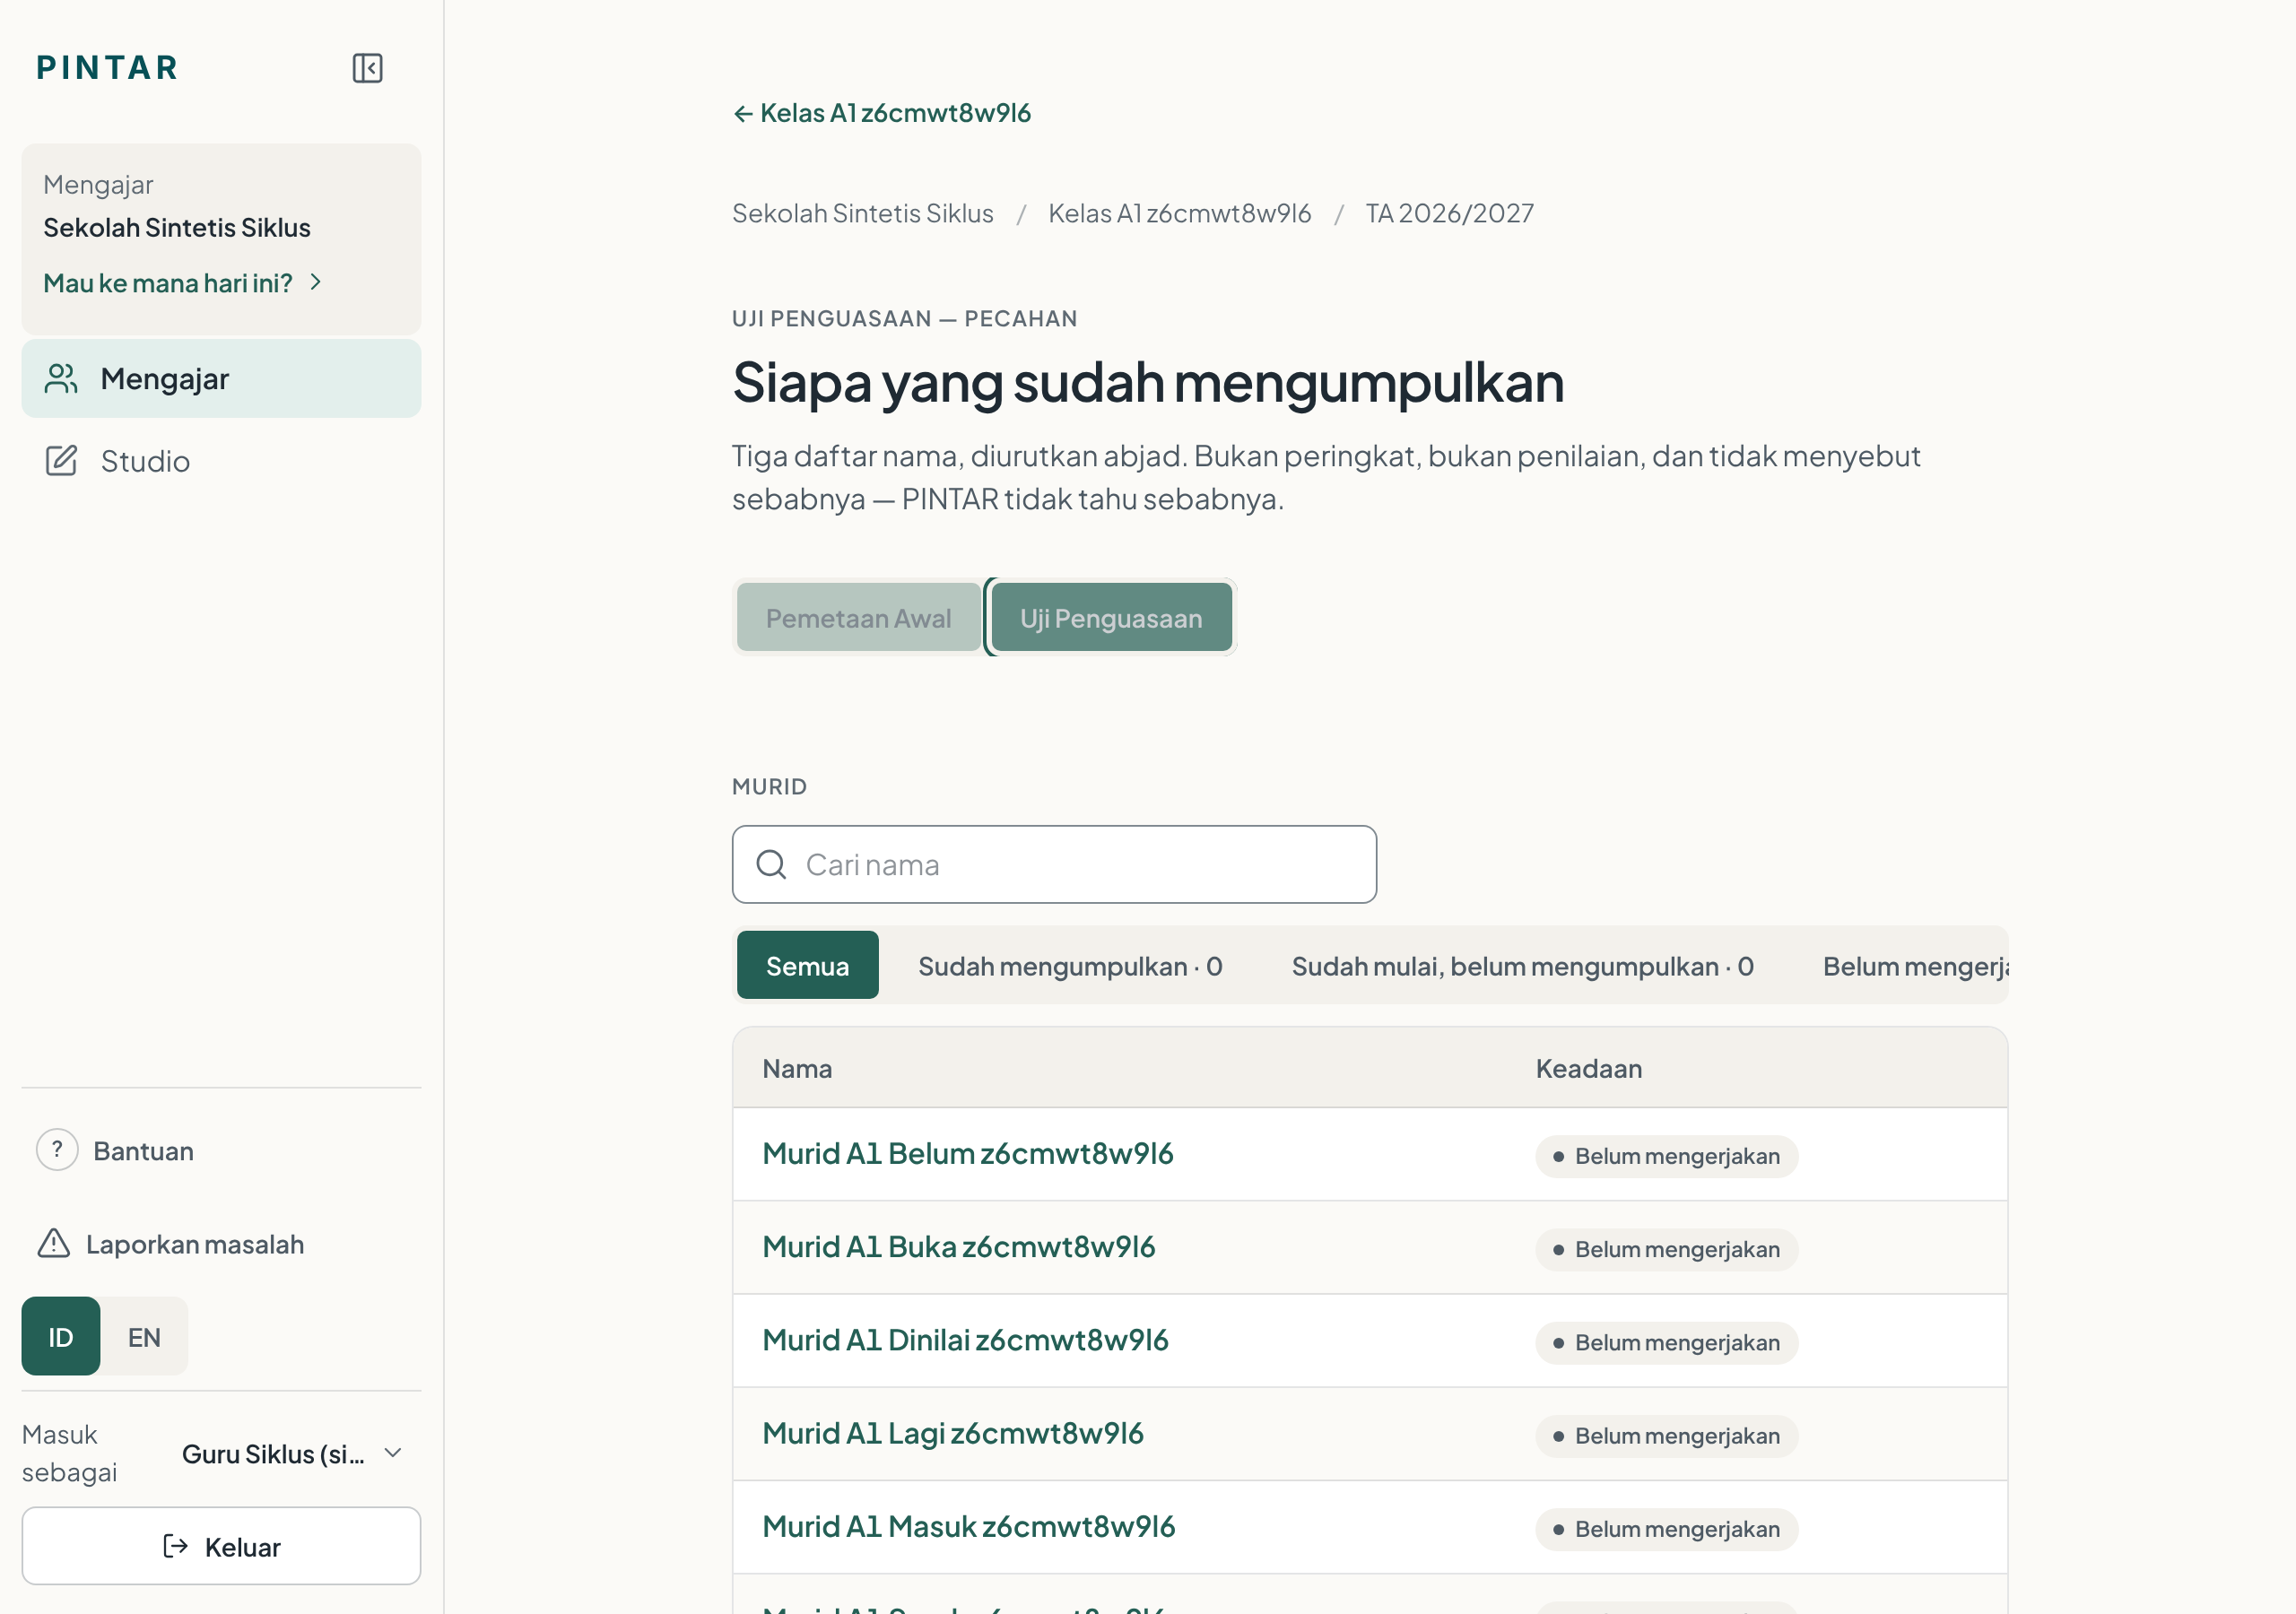 PINTAR
Mengajar
Sekolah Sintetis Siklus
Mau ke mana hari ini?
Mengajar
Studio
? Bantuan
Laporkan masalah
ID EN
Masuk
sebagai
Guru Siklus (si...
Keluar
← Kelas A1 z6cmwt8w9l6
Sekolah Sintetis Siklus / Kelas A1 z6cmwt8w9l6 / TA 2026/2027
UJI PENGUASAAN — PECAHAN
Siapa yang sudah mengumpulkan
Tiga daftar nama, diurutkan abjad. Bukan peringkat, bukan penilaian, dan tidak menyebut
sebabnya — PINTAR tidak tahu sebabnya.
Pemetaan Awal Uji Penguasaan
MURID
Cari nama
Semua Sudah mengumpulkan · 0 Sudah mulai, belum mengumpulkan · 0 Belum mengerja
Nama Keadaan
Murid A1 Belum z6cmwt8w9l6 Belum mengerjakan
Murid A1 Buka z6cmwt8w9l6 Belum mengerjakan
Murid A1 Dinilai z6cmwt8w9l6 Belum mengerjakan
Murid A1 Lagi z6cmwt8w9l6 Belum mengerjakan
Murid A1 Masuk z6cmwt8w9l6 Belum mengerjakan